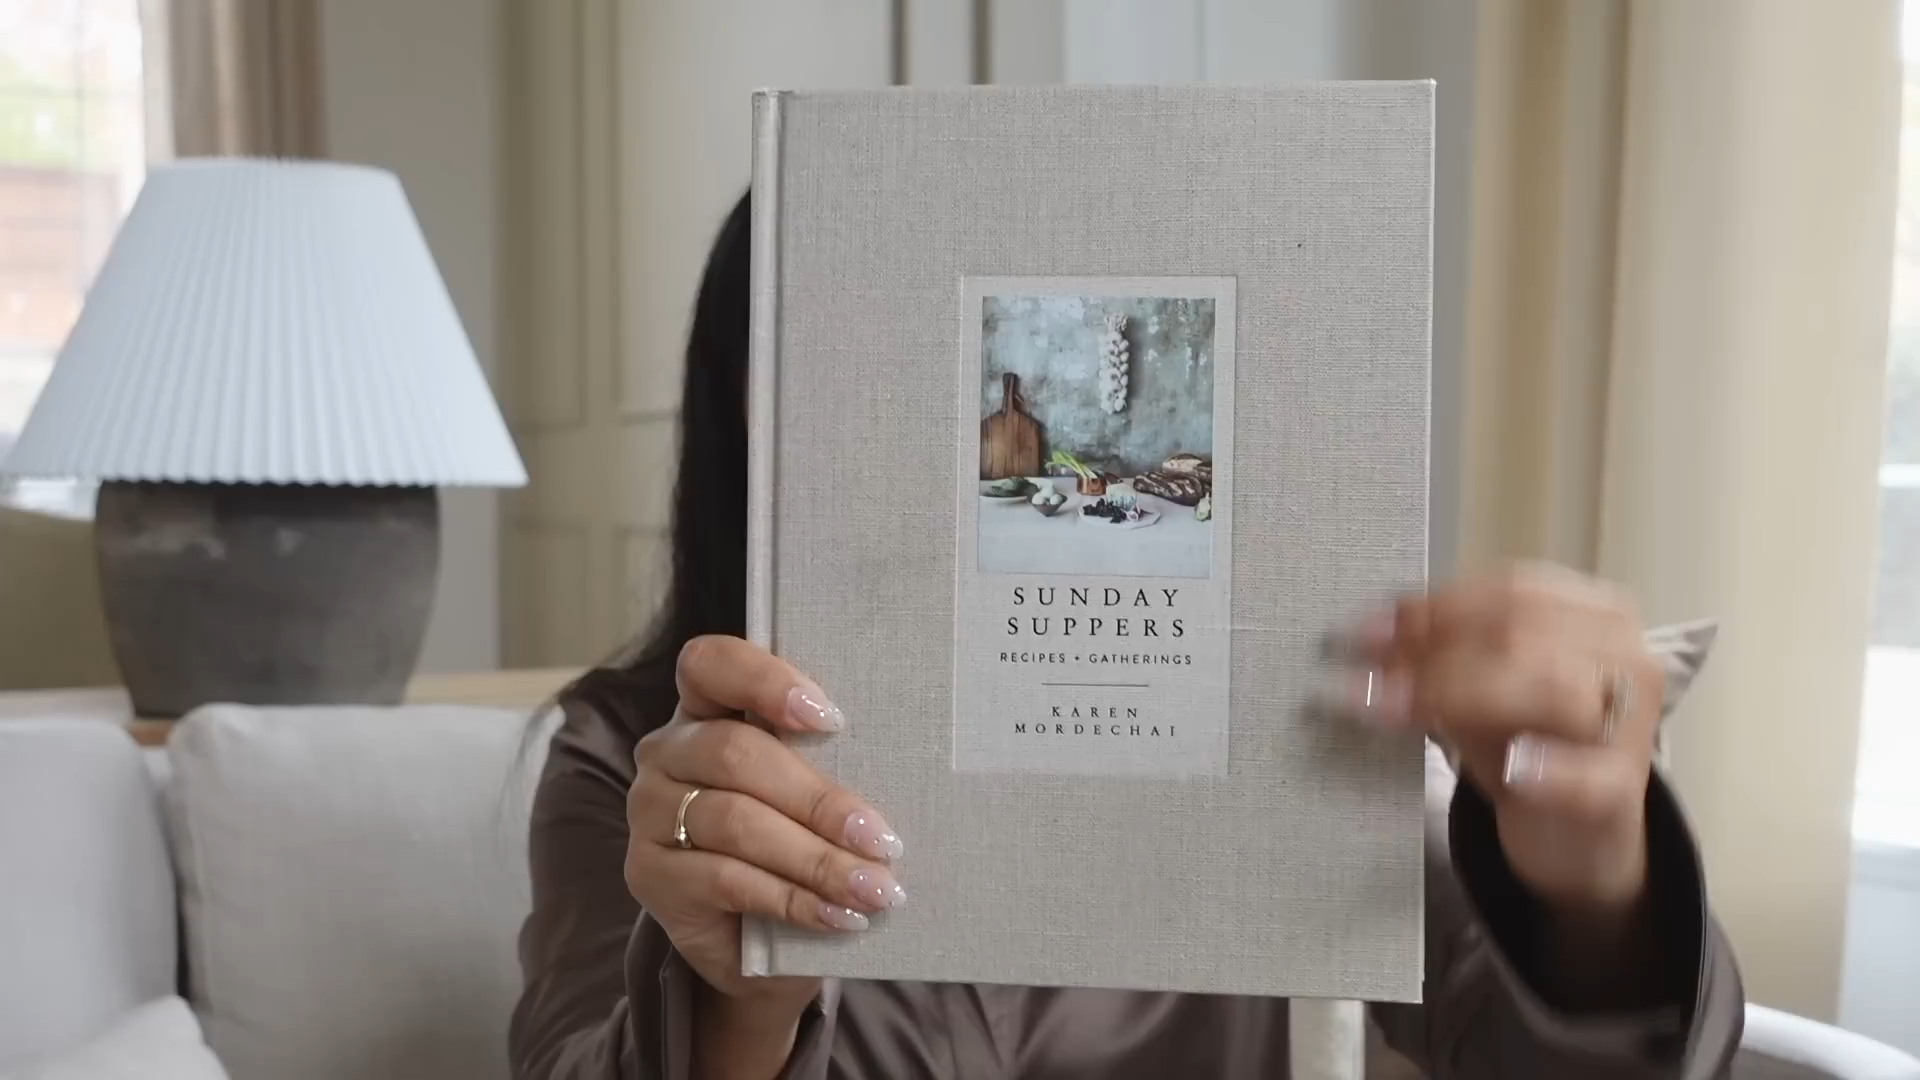 SUNDAY
SUPPERS
RECIPES + GATHERINGS
KAREN
MORDECHAI